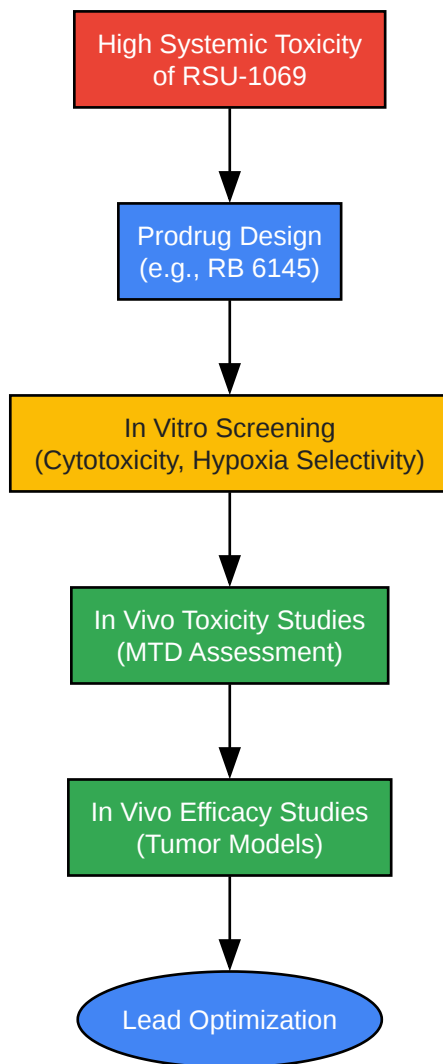 High Systemic Toxicity
of RSU-1069
Prodrug Design
(e.g., RB 6145)
In Vitro Screening
(Cytotoxicity, Hypoxia Selectivity)
In Vivo Toxicity Studies
(MTD Assessment)
In Vivo Efficacy Studies
(Tumor Models)
Lead Optimization